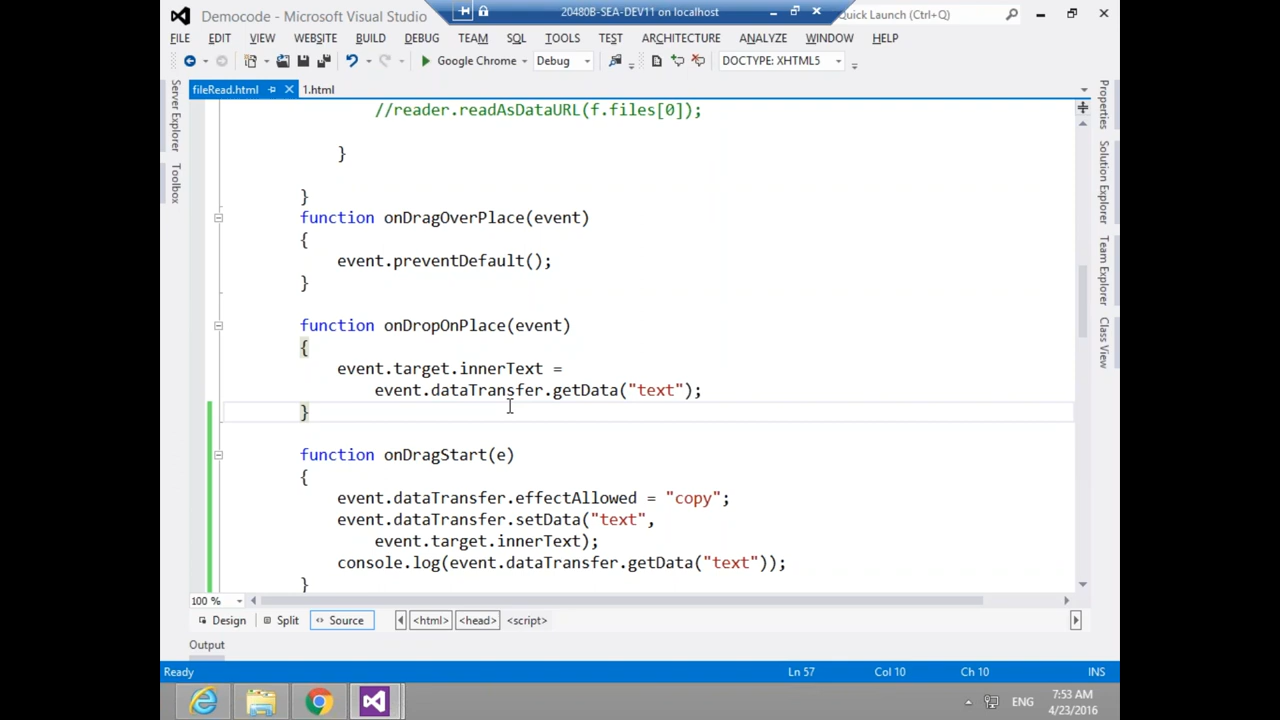 20480B-SEA-DEV11 on localhost
Democode - Microsoft Visual Studio
Quick Launch (Ctrl+Q)
FILE EDIT VIEW WEBSITE BUILD DEBUG TEAM SQL TOOLS TEST ARCHITECTURE ANALYZE WINDOW HELP
Google Chrome Debug DOCTYPE: XHTML5
fileRead.html 1.html
Server Explorer
Toolbox
Properties
Solution Explorer
Team Explorer
Class View
//reader.readAsDataURL(f.files[0]);
}
}
function onDragOverPlace(event)
{
event.preventDefault();
}
function onDropOnPlace(event)
{
event.target.innerText =
event.dataTransfer.getData("text");
}
function onDragStart(e)
{
event.dataTransfer.effectAllowed = "copy";
event.dataTransfer.setData("text",
event.target.innerText);
console.log(event.dataTransfer.getData("text"));
}
100 %
Design Split Source <html> <head> <script>
Output
Ready Ln 57 Col 10 Ch 10 INS
ENG
7:53 AM
4/23/2016